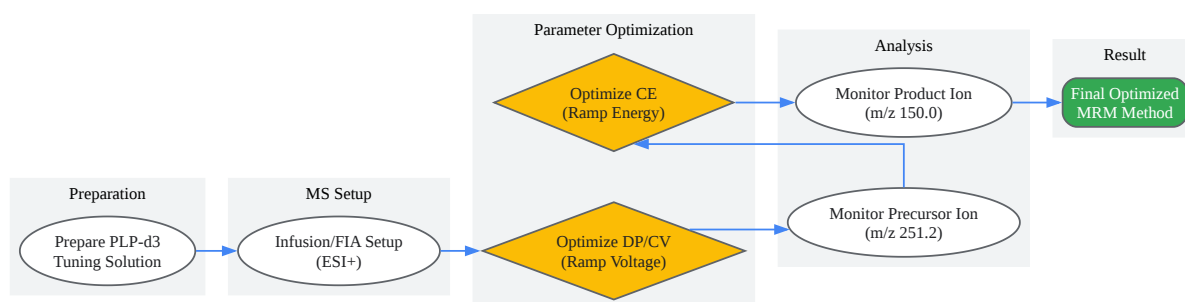 Preparation
Prepare PLP-d3
Tuning Solution
MS Setup
Infusion/FIA Setup
(ESI+)
Parameter Optimization
Optimize CE
(Ramp Energy)
Optimize DP/CV
(Ramp Voltage)
Analysis
Monitor Product Ion
(m/z 150.0)
Monitor Precursor Ion
(m/z 251.2)
Result
Final Optimized
MRM Method